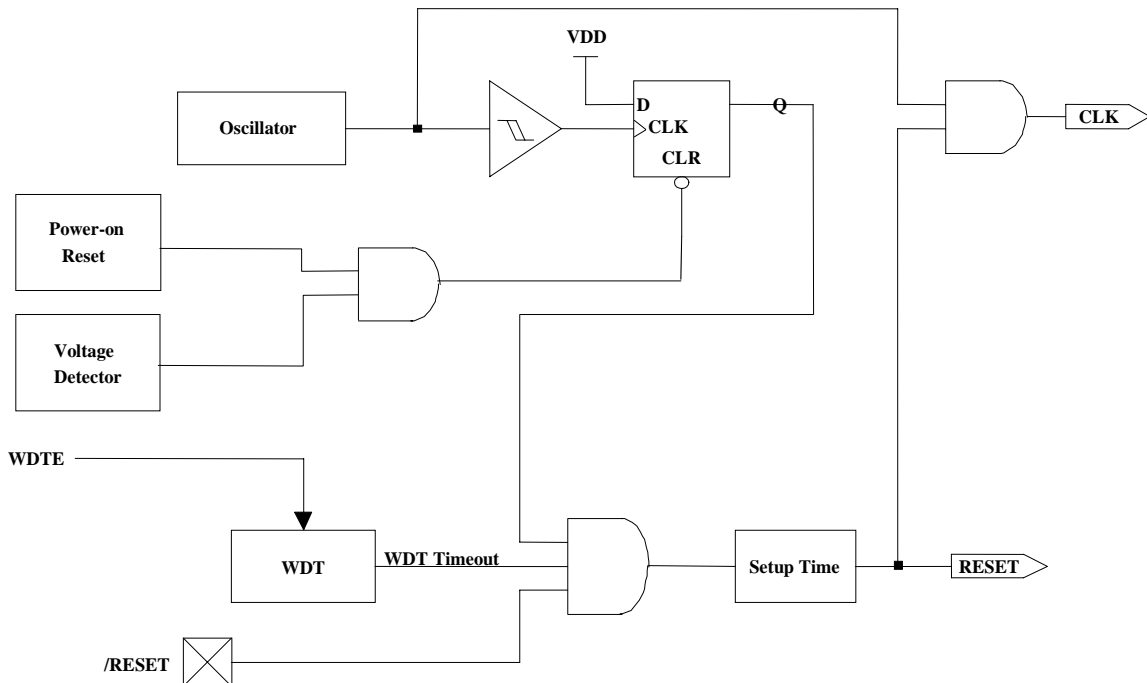 VDD
Oscillator
D
Q
CLK
CLR
CLK
Power-on
Reset
Voltage
Detector
WDTE
WDT
WDT Timeout
Setup Time
RESET
/RESET